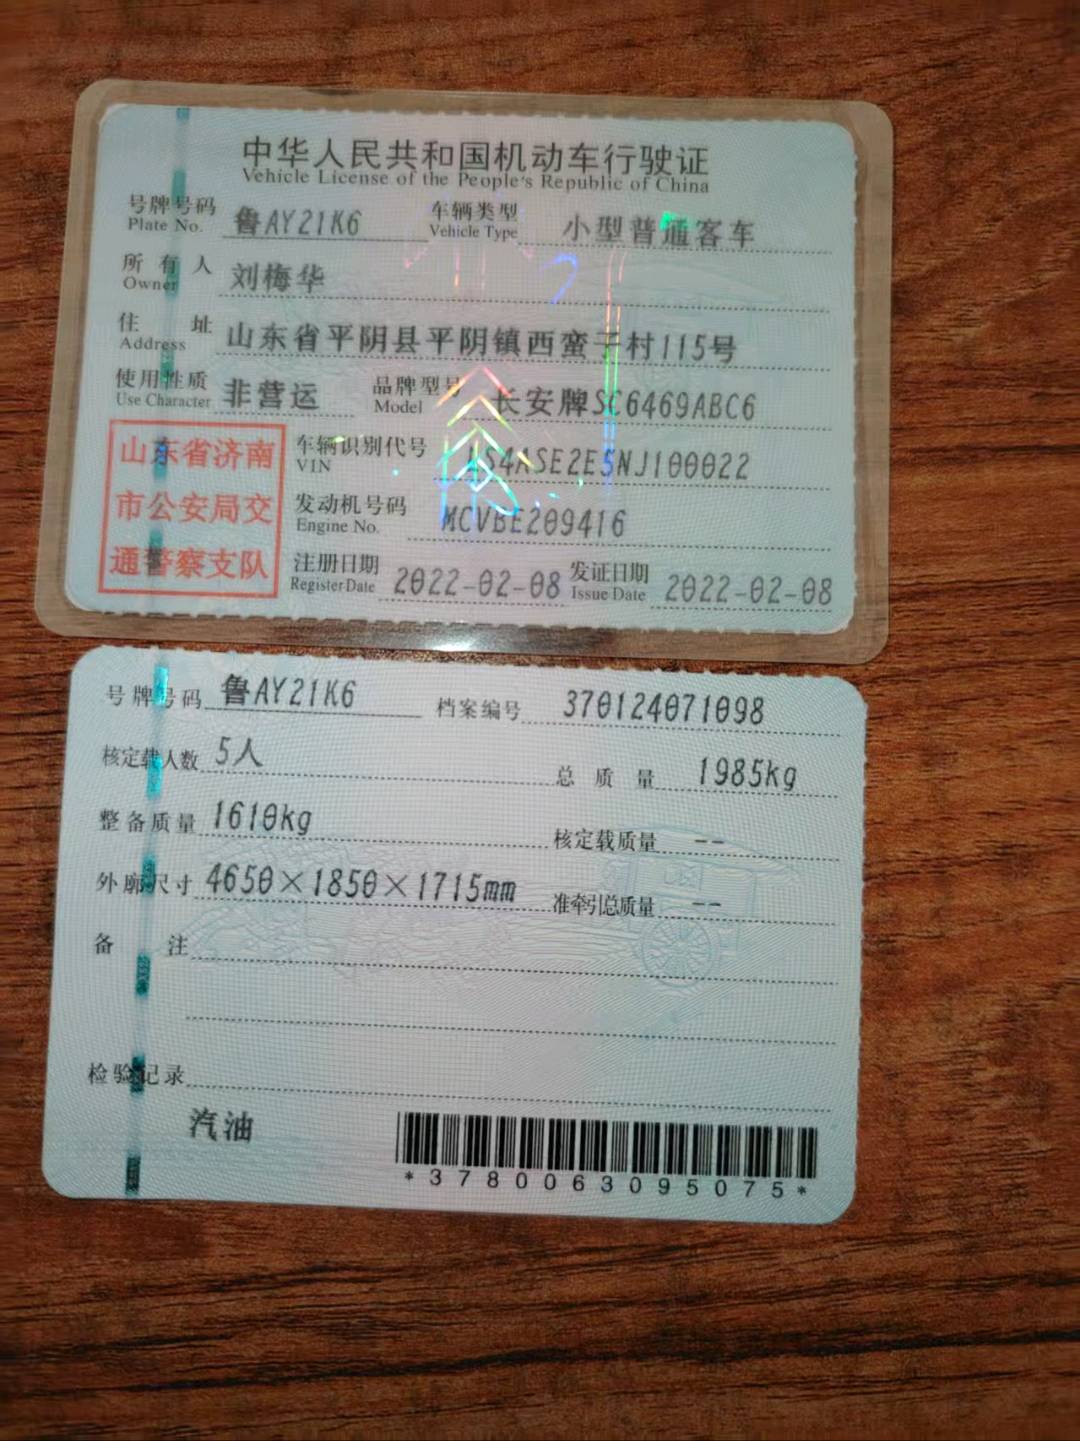 中华人民共和国机动车行驶证
Vehicle License of the People's Republic of China
号牌号码 Plate No. 鲁AY21K6 车辆类型 Vehicle Type 小型普通客车
所有人 Owner 刘梅华
住址 Address 山东省平阴县平阴镇西蛮子村115号
使用性质 Use Character 非营运 品牌型号 Model 长安牌SC6469ABC6
山东省济南
市公安局交
通警察支队
车辆识别代号 VIN LS4ASE2E5NJ100022
发动机号码 Engine No. MCVBE209416
注册日期 Register Date 2022-02-08 发证日期 Issue Date 2022-02-08
号牌号码 鲁AY21K6 档案编号 370124071098
核定载人数 5人 总质量 1985kg
整备质量 1610kg 核定载质量 --
外廓尺寸 4650×1850×1715mm 准牵引总质量 --
备注
检验记录
汽油
*3780063095075*